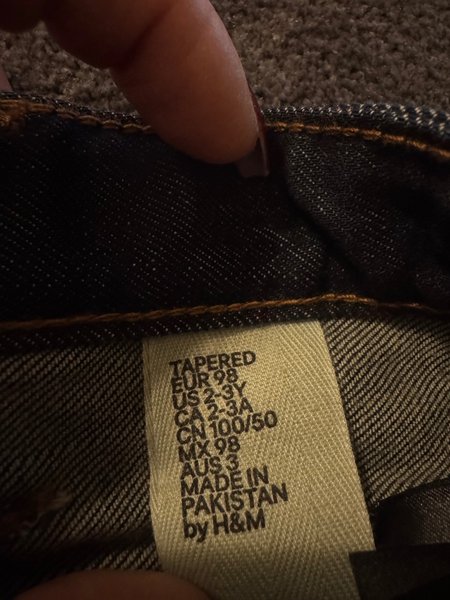 TAPERED
EUR 98
US 2-3Y
CA 2-3A
CN 100/50
MX 98
AUS 3
MADE IN
PAKISTAN
by H&M